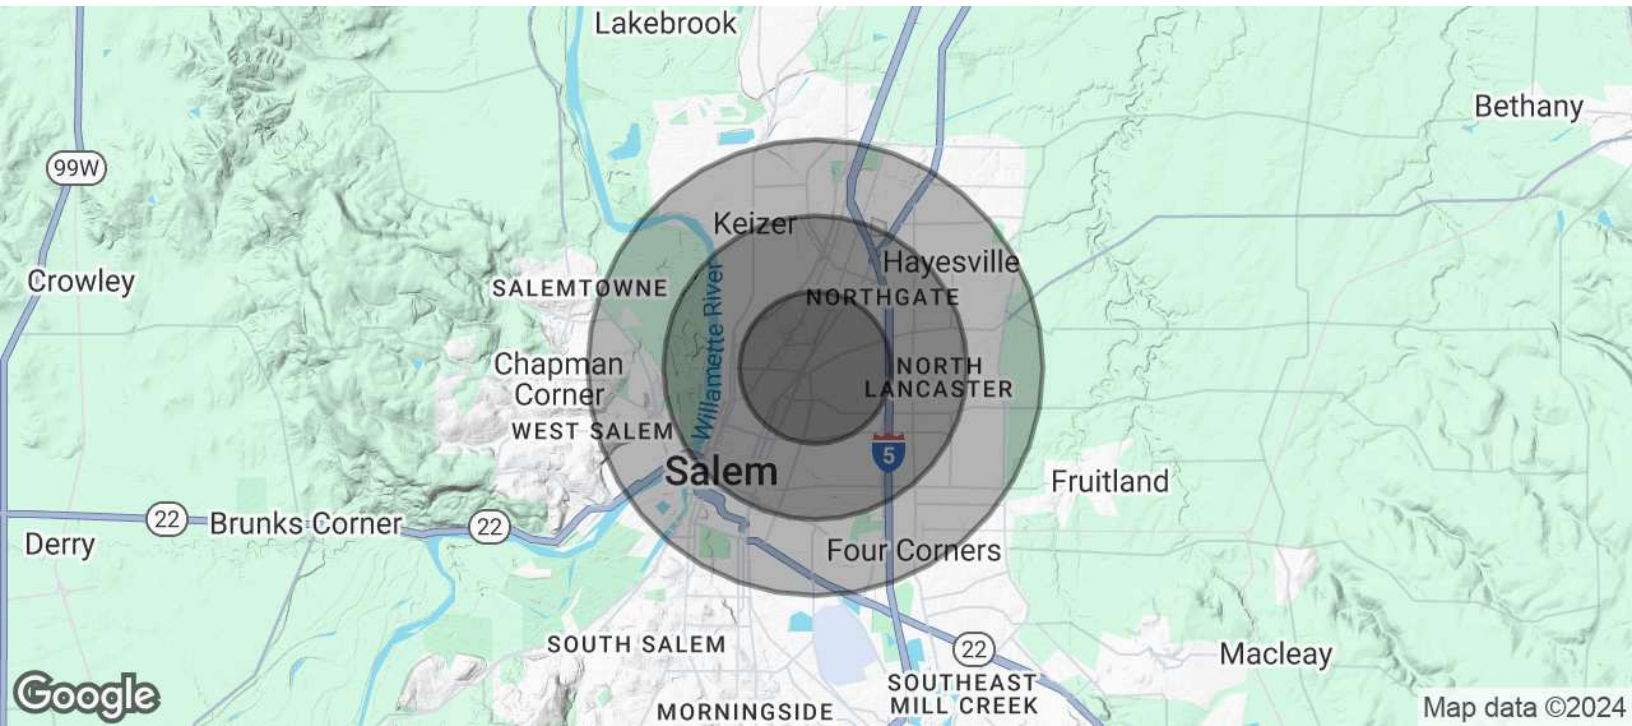 Lakebrook
Bethany
99W
Keizer
Hayesville
Crowley
SALEMTOWNE
NORTHGATE
Willamette River
Chapman
Corner
NORTH
LANCASTER
WEST SALEM
5
Salem
Fruitland
22
Brunks Corner
22
Derry
Four Corners
SOUTH SALEM
22
Macleay
SOUTHEAST
MILL CREEK
MORNINGSIDE
Google
Map data ©2024